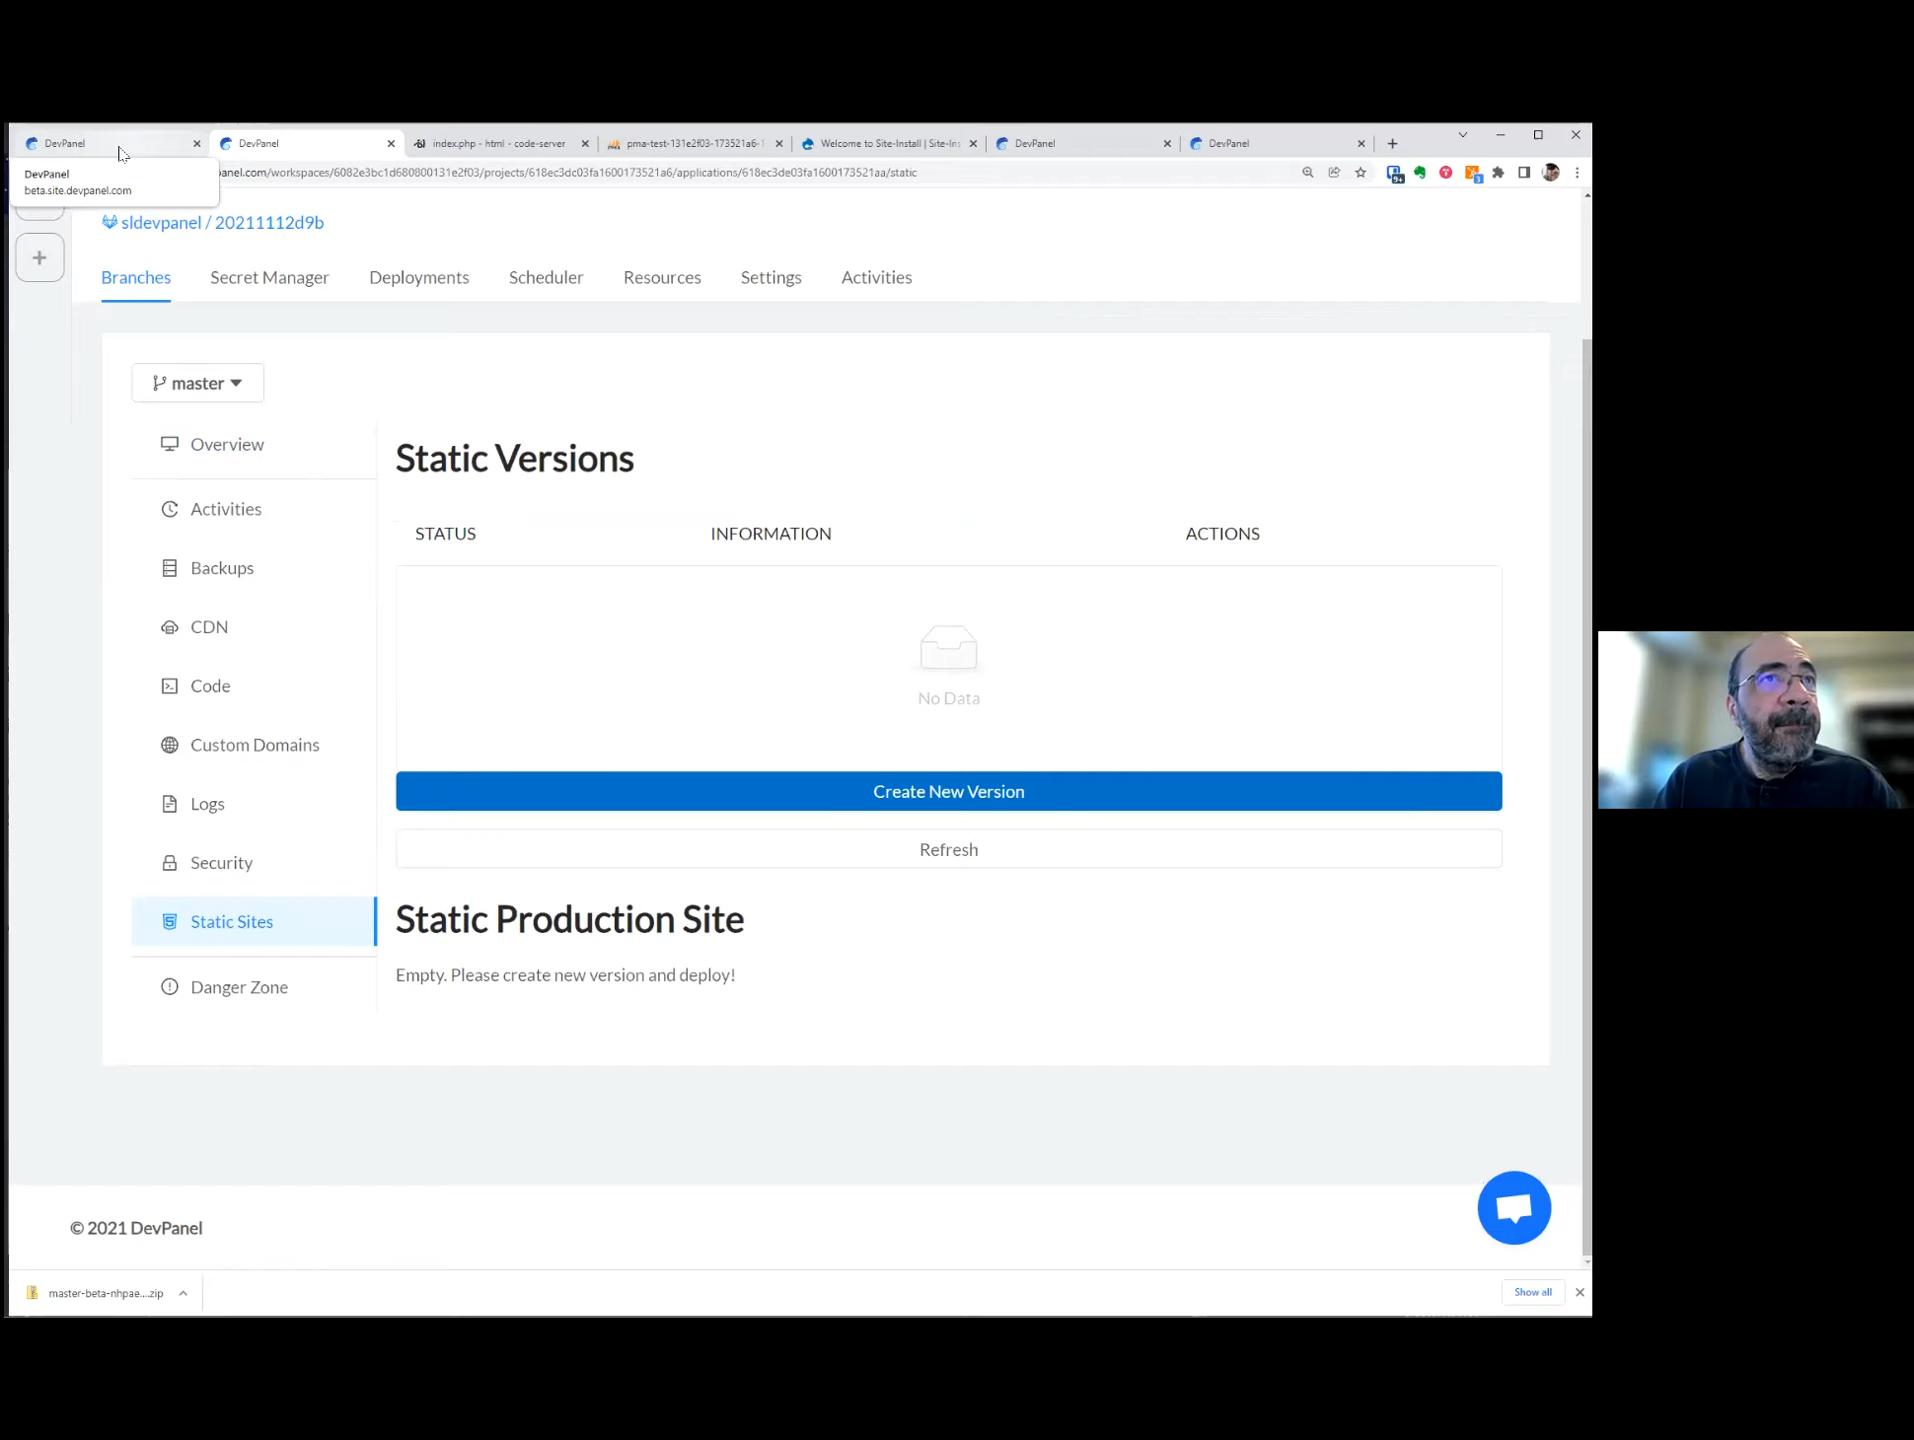 DevPanel
DevPanel
index.php - html - code-server
pma-test-131e2f03-173521a6-
Welcome to Site-Install | Site-Ins
DevPanel
DevPanel
DevPanel
beta.site.devpanel.com
panel.com/workspaces/6082e3bc1d680800131e2f03/projects/618ec3dc03fa1600173521a6/applications/618ec3de03fa1600173521aa/static
9+
3
sldevpanel / 20211112d9b
Branches
Secret Manager
Deployments
Scheduler
Resources
Settings
Activities
master
Overview
Activities
Backups
CDN
Code
Custom Domains
Logs
Security
Static Sites
Danger Zone
Static Versions
STATUS
INFORMATION
ACTIONS
No Data
Create New Version
Refresh
Static Production Site
Empty. Please create new version and deploy!
© 2021 DevPanel
master-beta-nhpae....zip
Show all